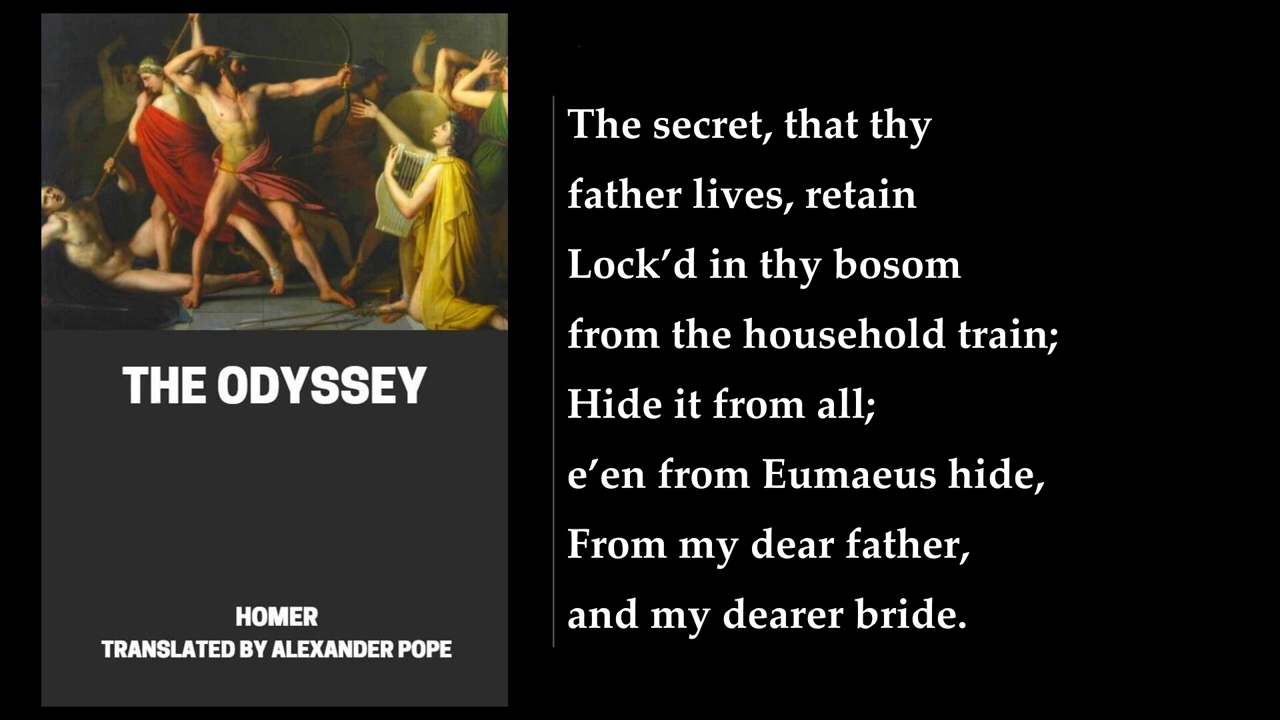 THE ODYSSEY
HOMER
TRANSLATED BY ALEXANDER POPE
The secret, that thy
father lives, retain
Lock’d in thy bosom
from the household train;
Hide it from all;
e’en from Eumaeus hide,
From my dear father,
and my dearer bride.